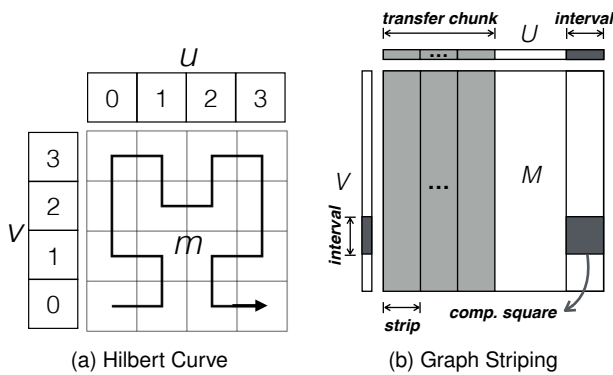 u
0 1 2 3
3
2
1
0
v
m
(a) Hilbert Curve
transfer chunk
U
interval
...
V
...
M
interval
strip
comp. square
(b) Graph Striping